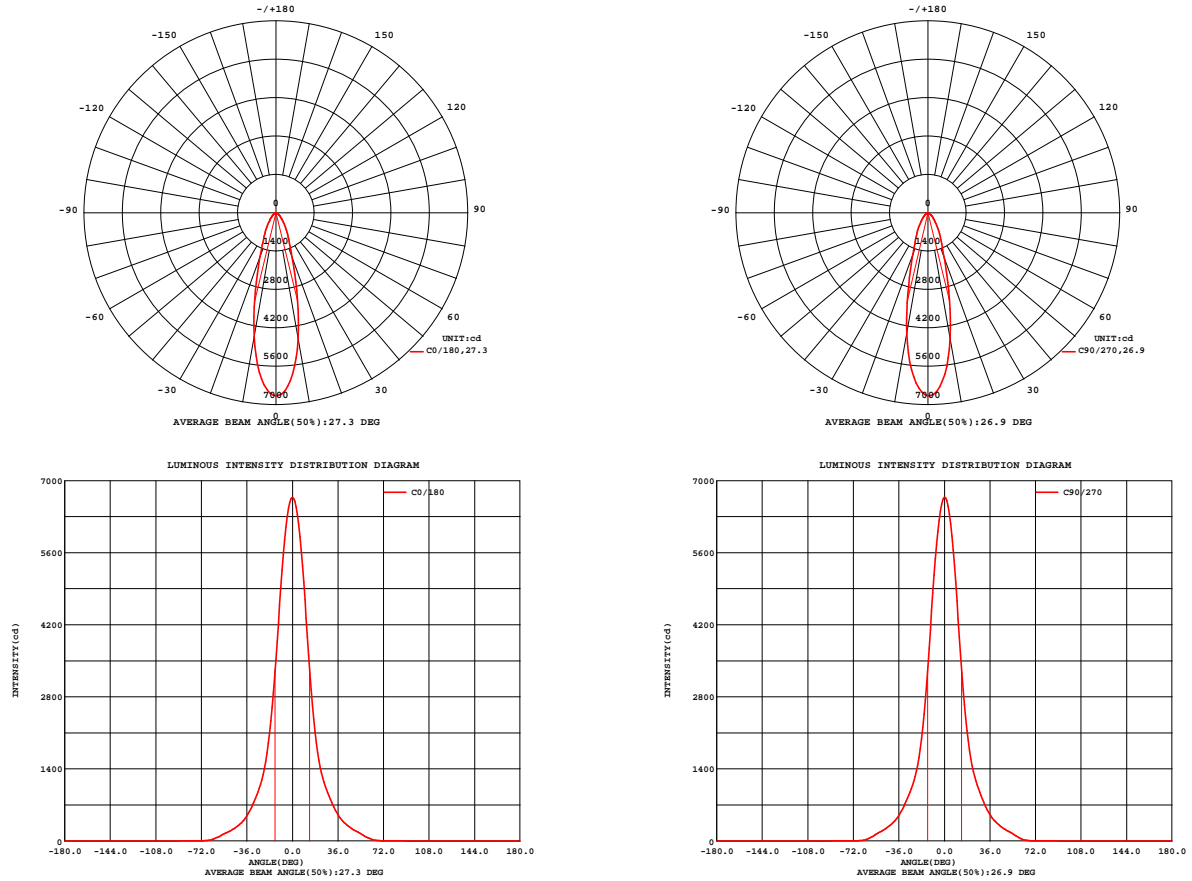 -/+180
-150
150
-120
120
-90
90
0
1400
2800
4200
5600
7000
-60
60
-30
30
0
UNIT:cd
C0/180,27.3
AVERAGE BEAM ANGLE(50%):27.3 DEG
-/+180
-150
150
-120
120
-90
90
0
1400
2800
4200
5600
7000
-60
60
-30
30
0
UNIT:cd
C90/270,26.9
AVERAGE BEAM ANGLE(50%):26.9 DEG
LUMINOUS INTENSITY DISTRIBUTION DIAGRAM
C0/180
7000
5600
4200
2800
1400
0
INTENSITY(cd)
-180.0 -144.0 -108.0 -72.0 -36.0 0.0 36.0 72.0 108.0 144.0 180.0
ANGLE(DEG)
AVERAGE BEAM ANGLE(50%):27.3 DEG
LUMINOUS INTENSITY DISTRIBUTION DIAGRAM
C90/270
7000
5600
4200
2800
1400
0
INTENSITY(cd)
-180.0 -144.0 -108.0 -72.0 -36.0 0.0 36.0 72.0 108.0 144.0 180.0
ANGLE(DEG)
AVERAGE BEAM ANGLE(50%):26.9 DEG